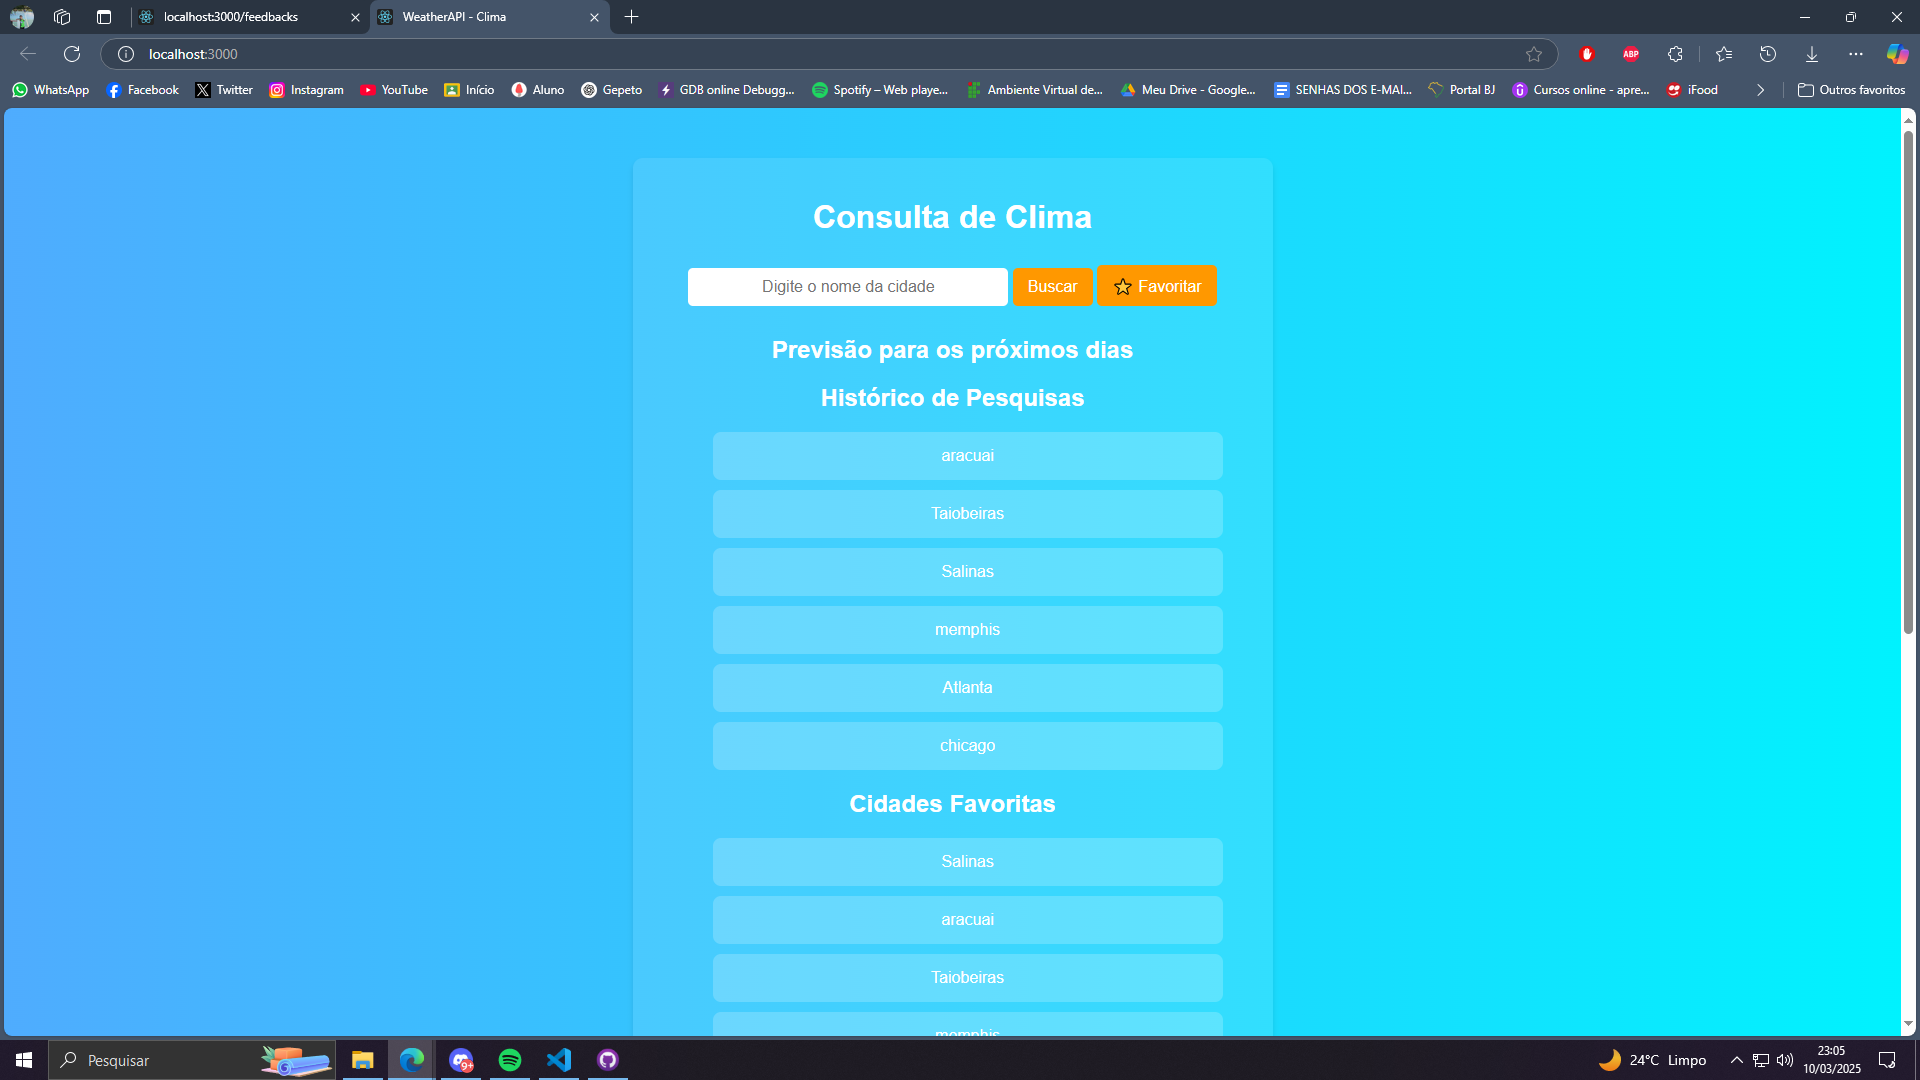 localhost:3000/feedbacks
WeatherAPI - Clima
localhost:3000
ABP
WhatsApp
Facebook
Twitter
Instagram
YouTube
Início
Aluno
Gepeto
GDB online Debugg...
Spotify – Web playe...
Ambiente Virtual de...
Meu Drive - Google...
SENHAS DOS E-MAI...
Portal BJ
Cursos online - apre...
iFood
Outros favoritos
Consulta de Clima
Digite o nome da cidade
Buscar
Favoritar
Previsão para os próximos dias
Histórico de Pesquisas
aracuai
Taiobeiras
Salinas
memphis
Atlanta
chicago
Cidades Favoritas
Salinas
aracuai
Taiobeiras
memphis
Pesquisar
9+
24°C Limpo
23:05
10/03/2025